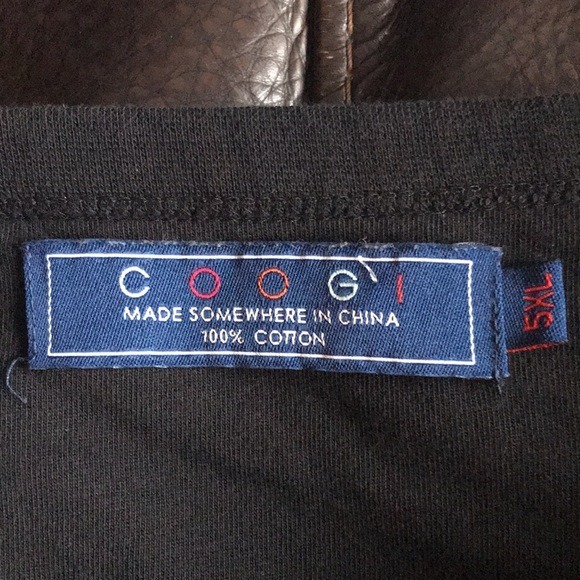 COOGI
MADE SOMEWHERE IN CHINA
100% COTTON
5XL